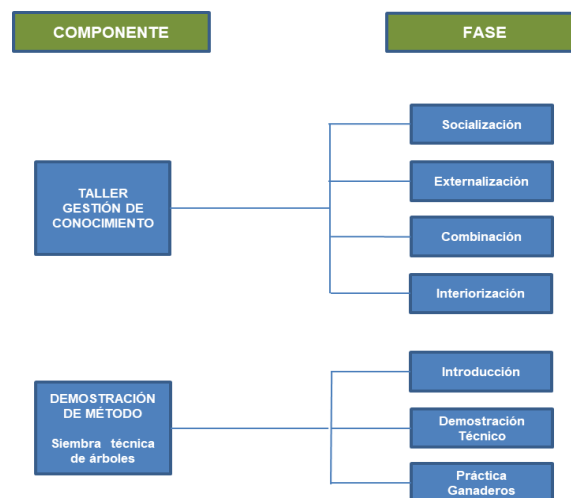 COMPONENTE
FASE
TALLER
GESTIÓN DE
CONOCIMIENTO
Socialización
Externalización
Combinación
Interiorización
DEMOSTRACIÓN
DE MÉTODO
Siembra técnica
de árboles
Introducción
Demostración
Técnico
Práctica
Ganaderos